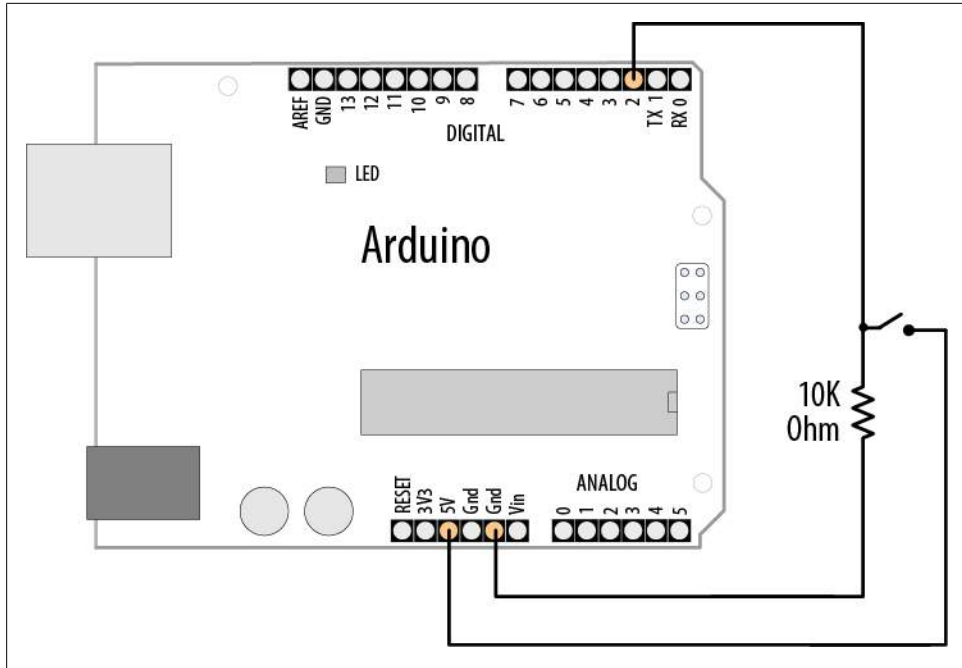 AREF
GND
13
12
11
10
9
8
7
6
5
4
3
2
TX 1
RX 0
DIGITAL
LED
Arduino
10K
Ohm
RESET
3V3
5V
Gnd
Gnd
Vin
ANALOG
0
1
2
3
4
5